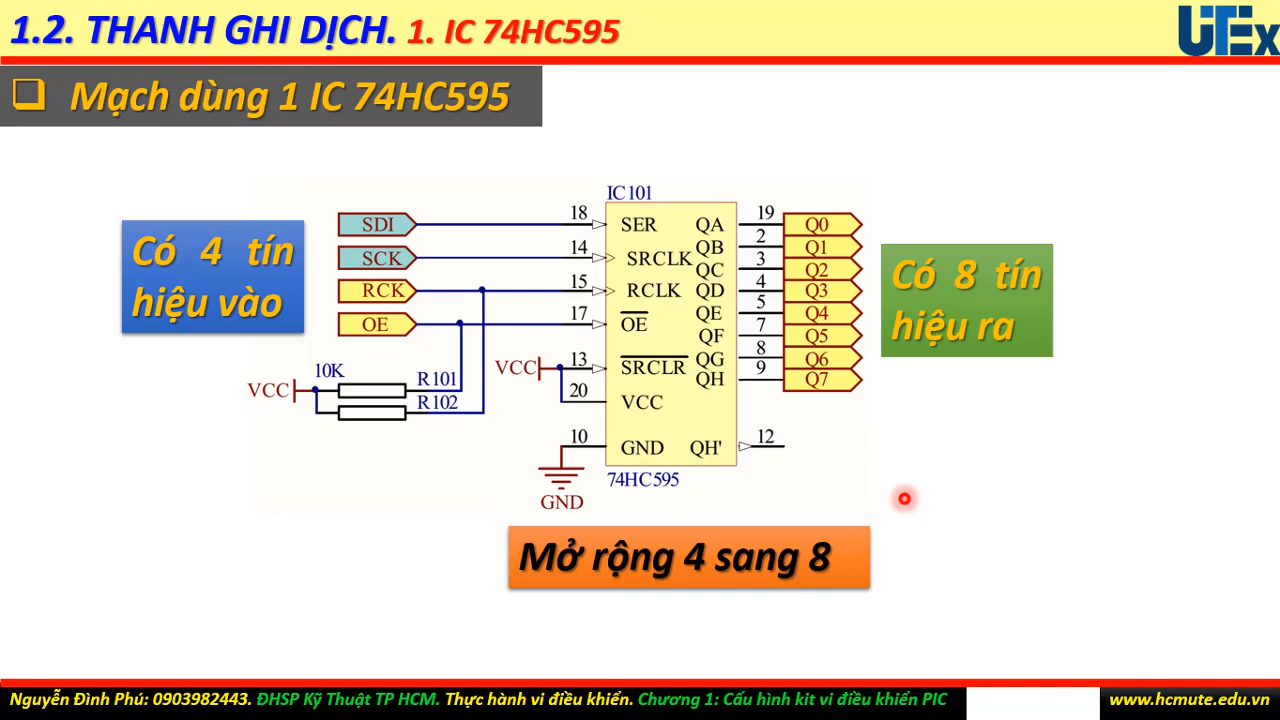 1.2. THANH GHI DỊCH. 1. IC 74HC595
UTEx
Mạch dùng 1 IC 74HC595
Có 4 tín
hiệu vào
IC101
SDI 18 SER QA 19 Q0
QB 2 Q1
SCK 14 SRCLK QC 3 Q2
RCK 15 RCLK QD 4 Q3
OE 17 OE QE 5 Q4
QF 7 Q5
VCC 13 SRCLR QG 8 Q6
QH 9 Q7
10K R101
VCC R102
20 VCC
10 GND QH' 12
GND
74HC595
Có 8 tín
hiệu ra
Mở rộng 4 sang 8
Nguyễn Đình Phú: 0903982443. ĐHSP Kỹ Thuật TP HCM. Thực hành vi điều khiển. Chương 1: Cấu hình kit vi điều khiển PIC
www.hcmute.edu.vn